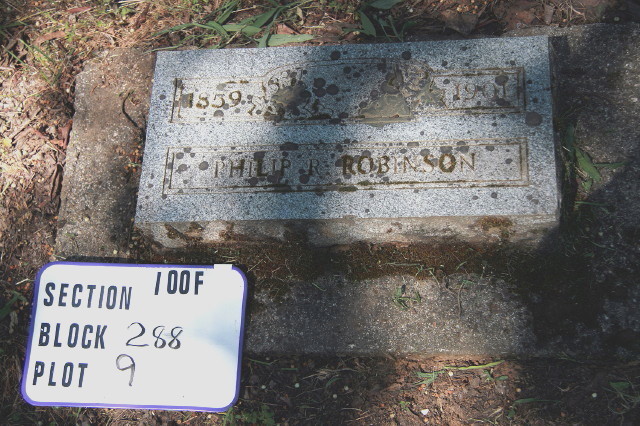 1859
PHILIP R. ROBINSON
SECTION 100F
BLOCK 288
PLOT 9